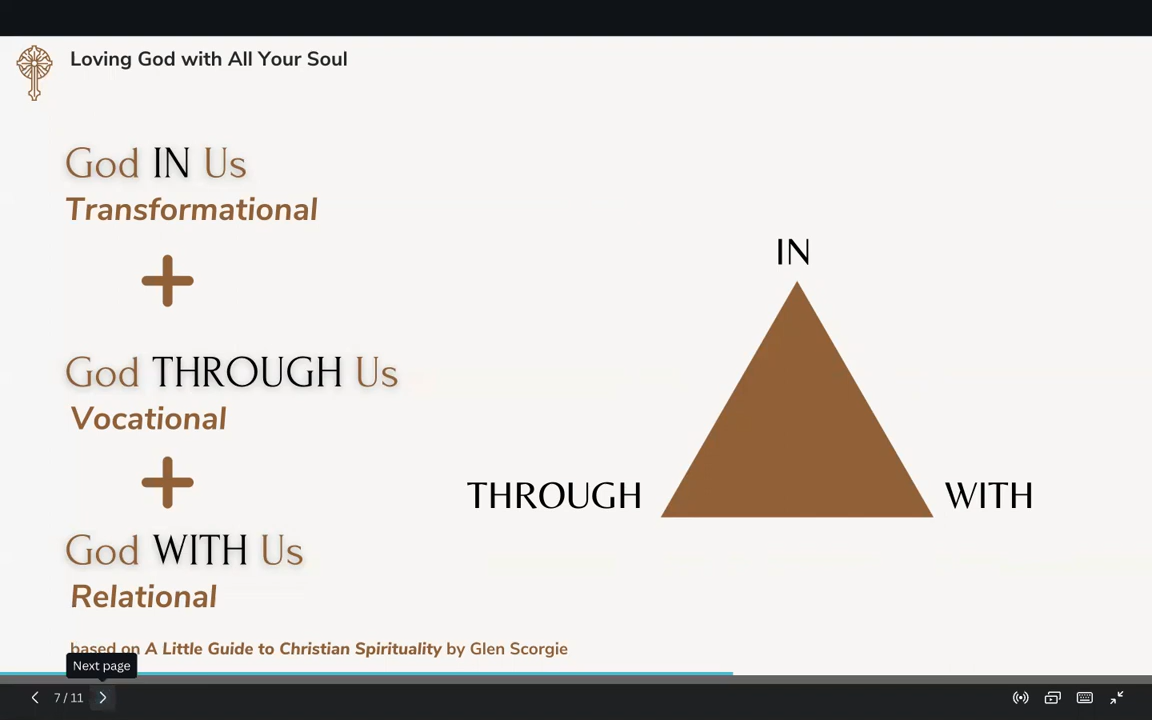 Loving God with All Your Soul
God IN Us
Transformational
God THROUGH Us
Vocational
God WITH Us
Relational
based on A Little Guide to Christian Spirituality by Glen Scorgie
IN
THROUGH
WITH
Next page
7 / 11